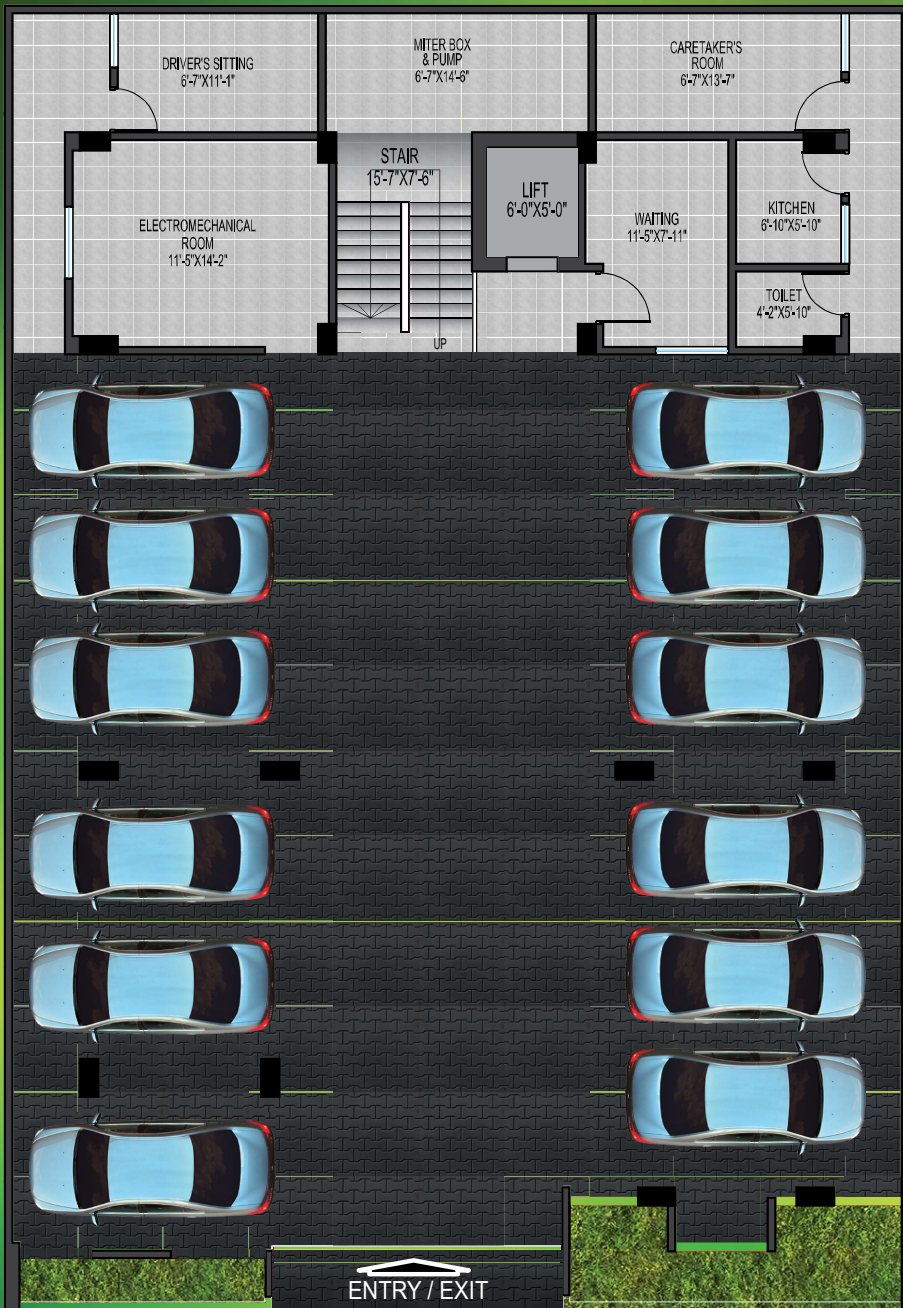 DRIVER'S SITTING
6'-7"X11'-1"
MITER BOX
& PUMP
6'-7"X14'-6"
CARETAKER'S
ROOM
6'-7"X13'-7"
STAIR
15'-7"X7'-6"
LIFT
6'-0"X5'-0"
ELECTROMECHANICAL
ROOM
11'-5"X14'-2"
WAITING
11'-5"X7'-11"
KITCHEN
6'-10"X5'-10"
TOILET
4'-2"X5'-10"
UP
ENTRY / EXIT